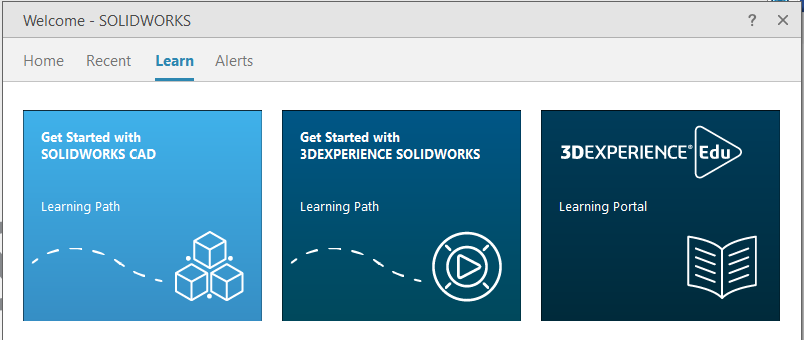 Welcome - SOLIDWORKS ?
Home Recent Learn Alerts
Get Started with
SOLIDWORKS CAD
Learning Path
Get Started with
3DEXPERIENCE SOLIDWORKS
Learning Path
3DEXPERIENCE® Edu
Learning Portal